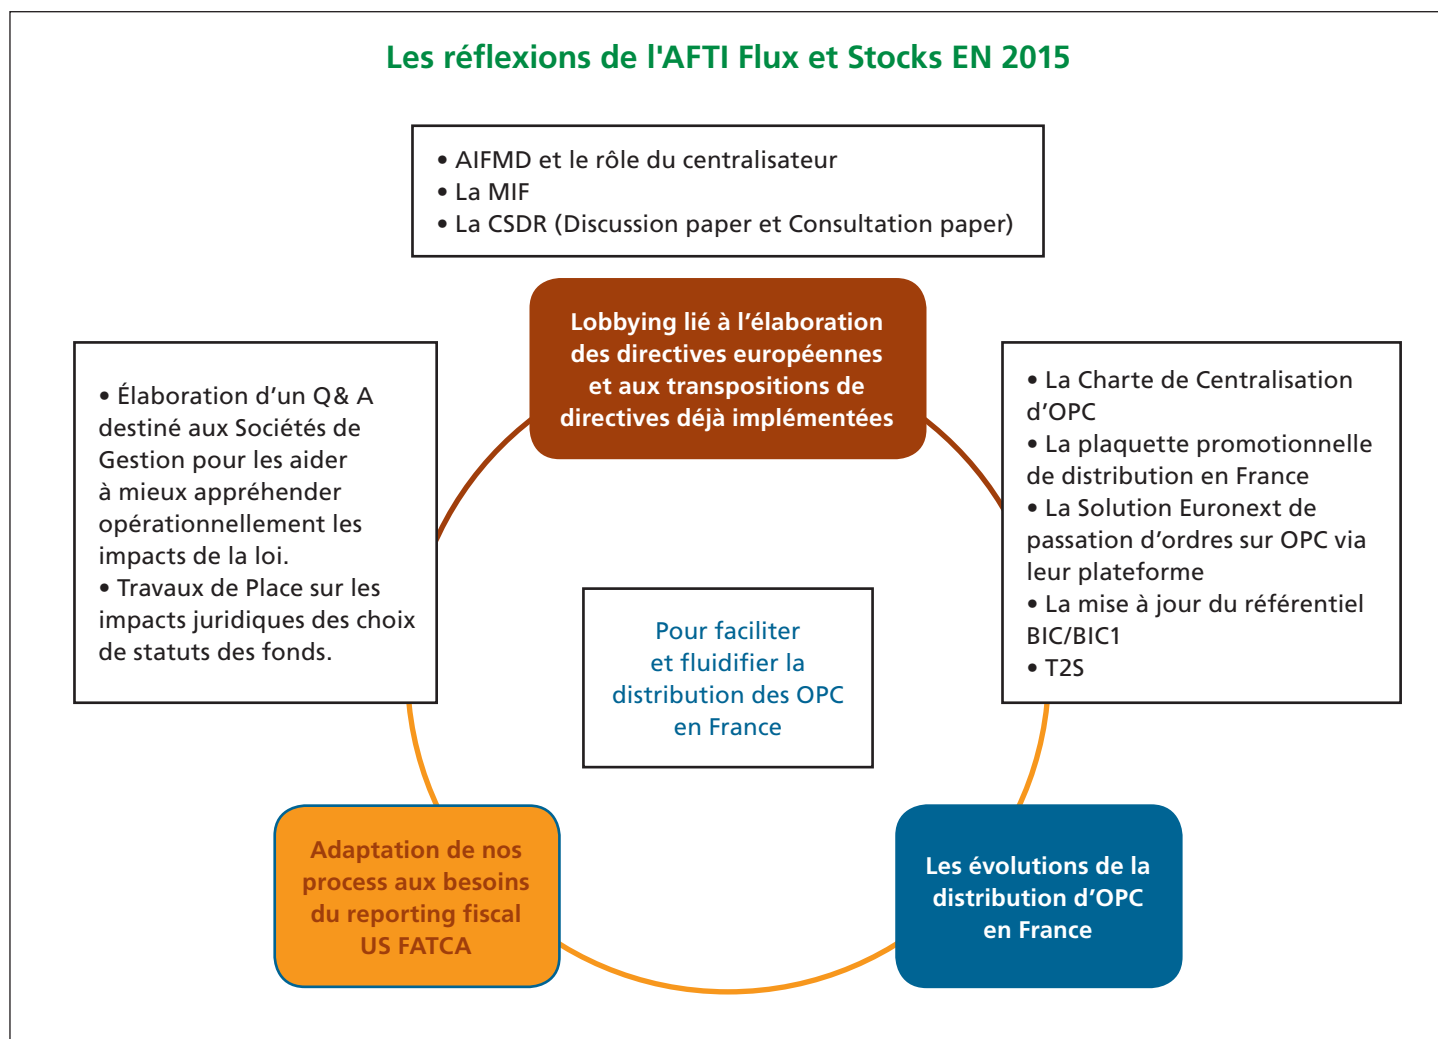 Les réflexions de l'AFTI Flux et Stocks EN 2015
• AIFMD et le rôle du centralisateur
• La MIF
• La CSDR (Discussion paper et Consultation paper)
Lobbying lié à l’élaboration
des directives européennes
et aux transpositions de
directives déjà implémentées
• Élaboration d’un Q& A
destiné aux Sociétés de
Gestion pour les aider
à mieux appréhender
opérationnellement les
impacts de la loi.
• Travaux de Place sur les
impacts juridiques des choix
de statuts des fonds.
• La Charte de Centralisation
d’OPC
• La plaquette promotionnelle
de distribution en France
• La Solution Euronext de
passation d’ordres sur OPC via
leur plateforme
• La mise à jour du référentiel
BIC/BIC1
• T2S
Pour faciliter
et fluidifier la
distribution des OPC
en France
Adaptation de nos
process aux besoins
du reporting fiscal
US FATCA
Les évolutions de la
distribution d’OPC
en France